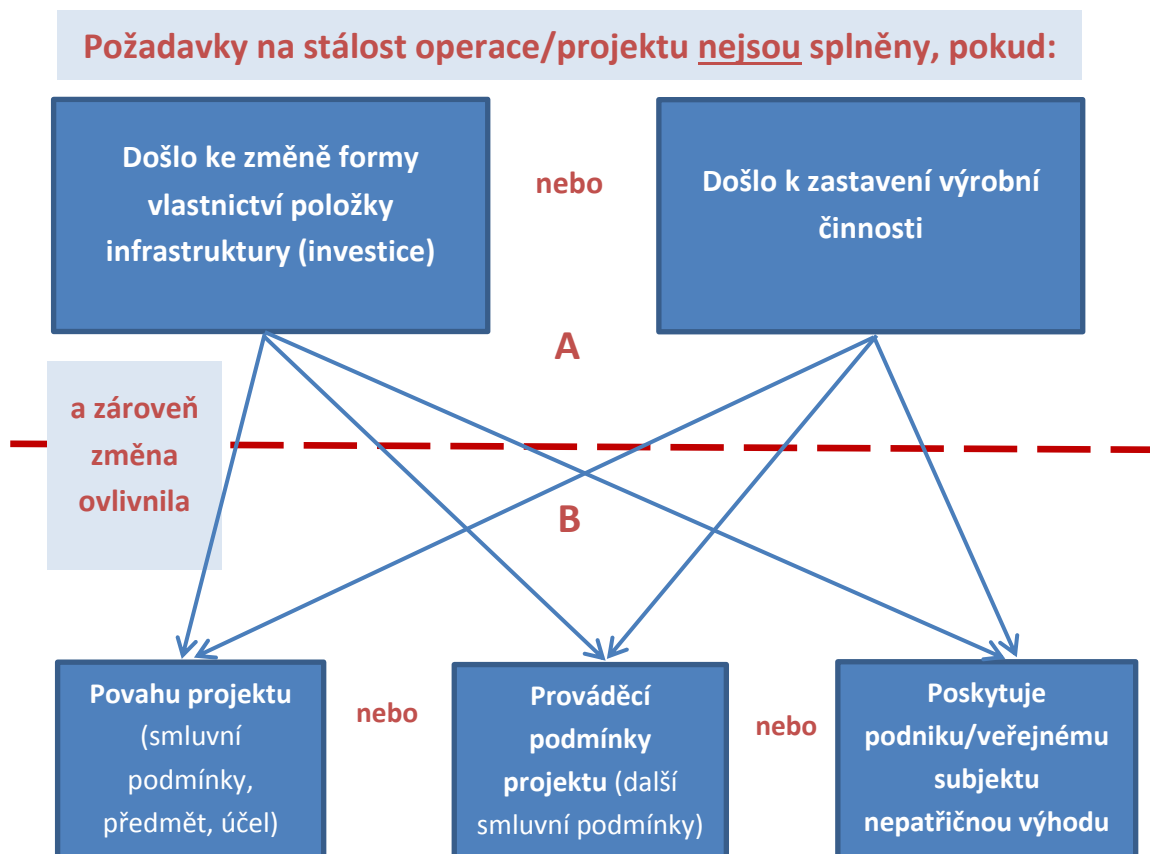 Požadavky na stálost operace/projektu nejsou splněny, pokud:
Došlo ke změně formy
vlastnictví položky
infrastruktury (investice)
nebo
Došlo k zastavení výrobní
činnosti
A
a zároveň
změna
ovlivnila
B
Povahu projektu
(smluvní
podmínky,
předmět, účel)
nebo
Prováděcí
podmínky
projektu (další
smluvní podmínky)
nebo
Poskytuje
podniku/veřejnému
subjektu
nepatřičnou výhodu